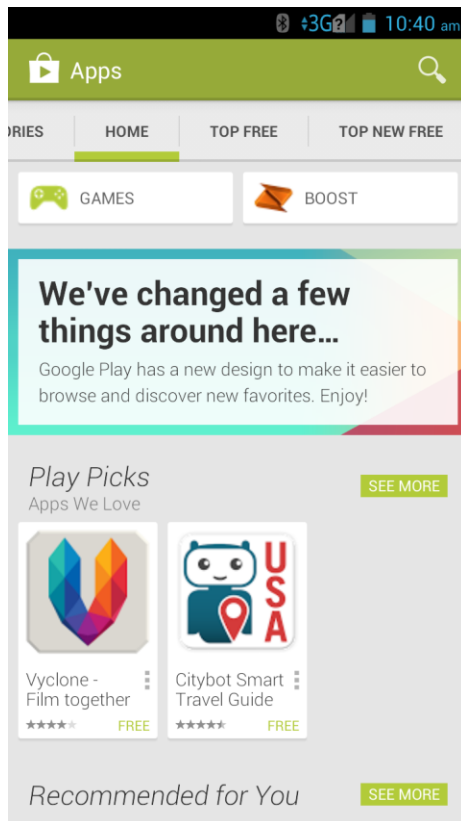 3G 10:40 am
Apps
ORIES HOME TOP FREE TOP NEW FREE
GAMES BOOST
We've changed a few
things around here...
Google Play has a new design to make it easier to
browse and discover new favorites. Enjoy!
Play Picks SEE MORE
Apps We Love
USA
Vyclone -
Film together
FREE
Citybot Smart
Travel Guide
FREE
Recommended for You SEE MORE